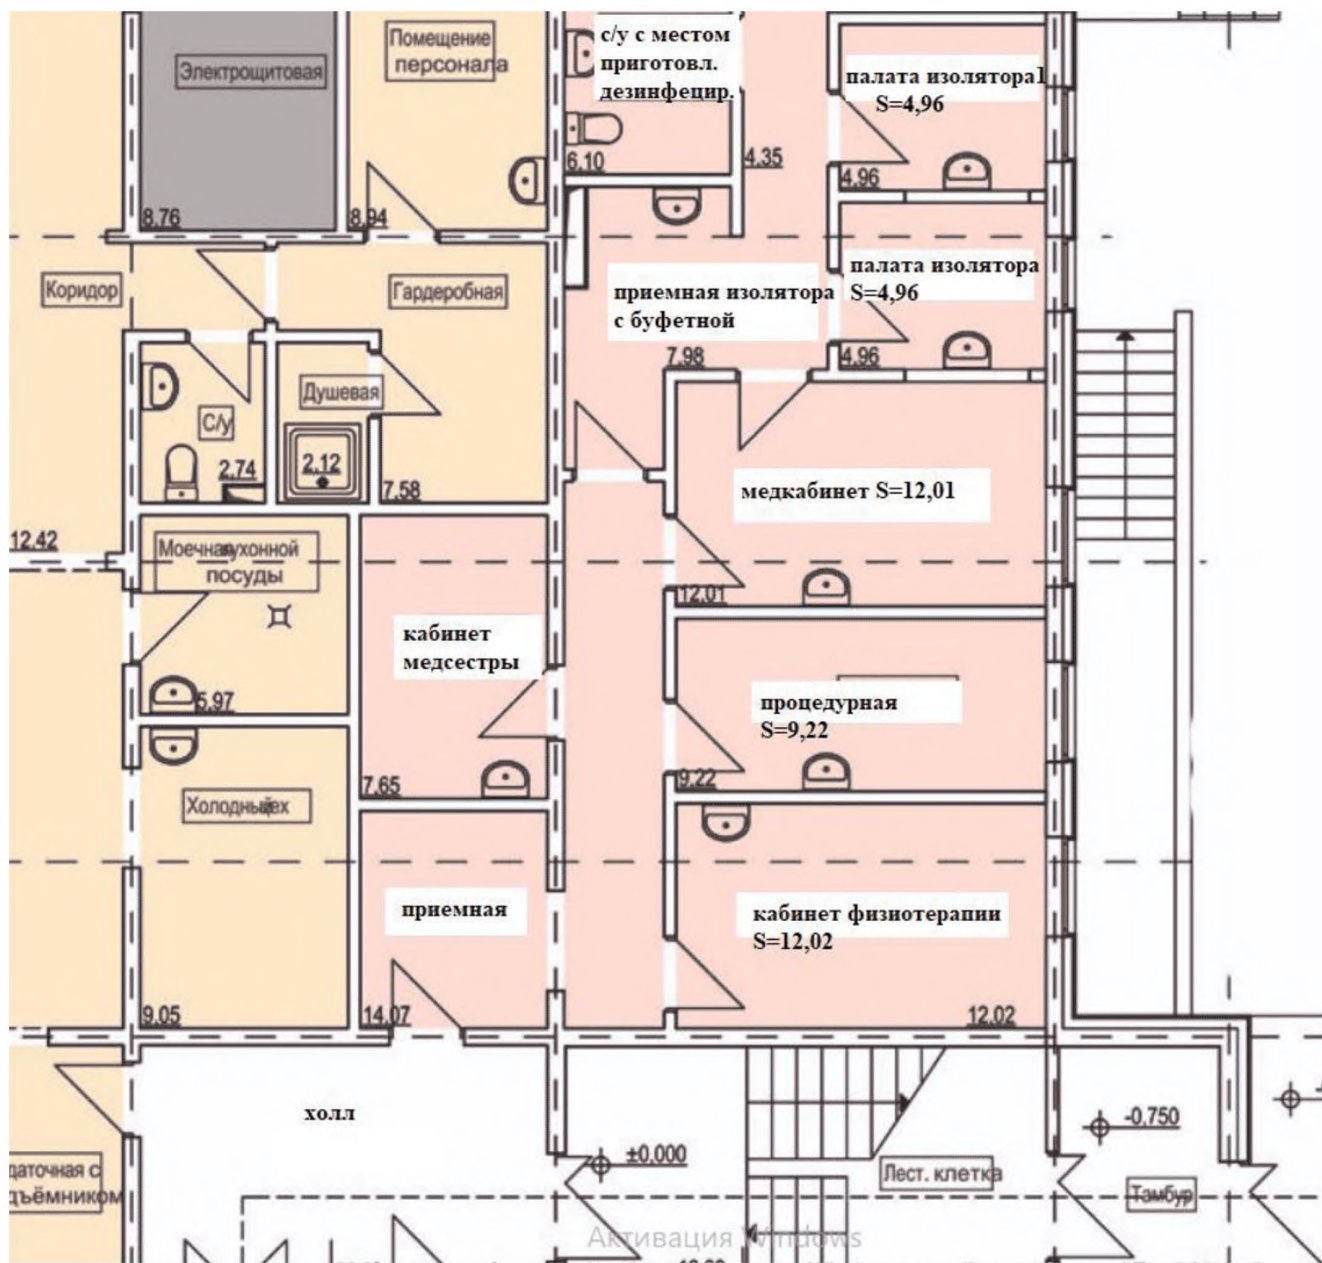 Электрощитовая
8.76
Помещение
персонала
8.94
с/у с местом
приготовл.
дезинфецир.
6.10
4.35
палата изолятора1
S=4,96
4.96
Коридор
Гардеробная
приемная изолятора
с буфетной
7.98
палата изолятора
S=4,96
4.96
С/у
2.74
Душевая
2.12
7.58
медкабинет S=12,01
12.01
12.42
Моечная кухонной
посуды
5.97
кабинет
медсестры
7.65
процедурная
S=9,22
9.22
Холодный цех
9.05
приемная
14.07
кабинет физиотерапии
S=12,02
12.02
холл
±0.000
-0.750
даточная с
дъёмником
Лест. клетка
Тамбур
Активация Windows